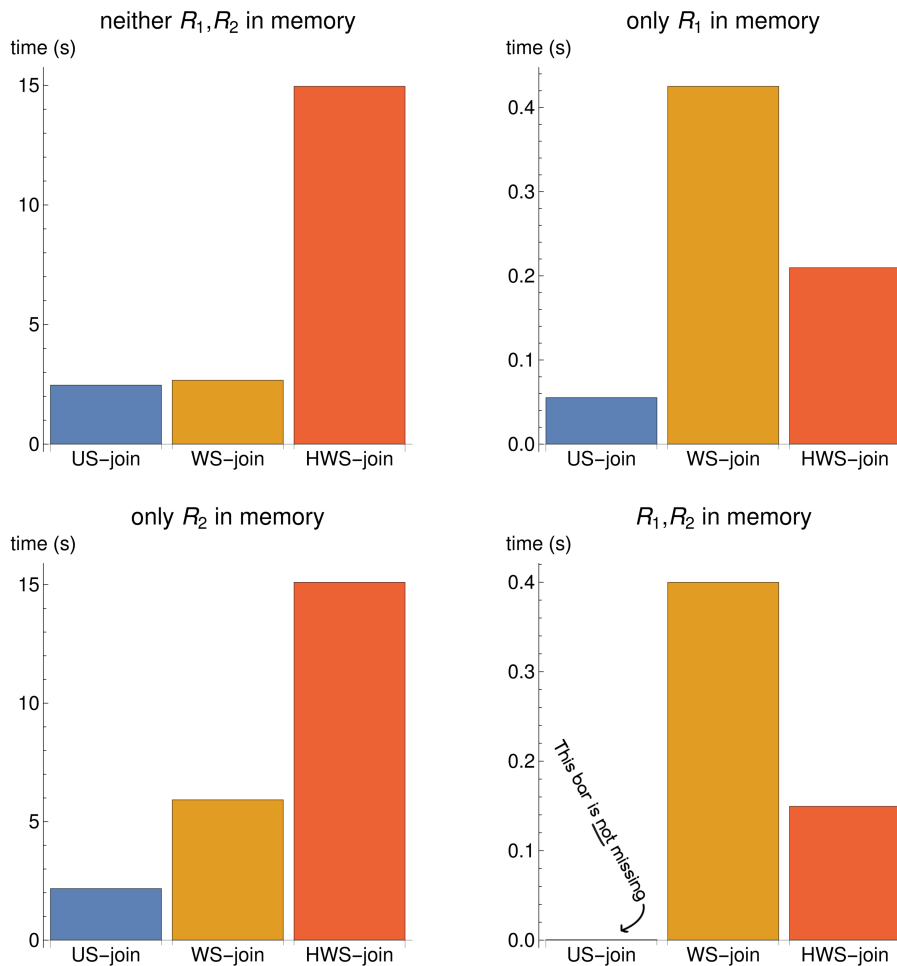 neither R₁,R₂ in memory
time (s)
15
10
5
0
US−join WS−join HWS−join
only R₁ in memory
time (s)
0.4
0.3
0.2
0.1
0.0
US−join WS−join HWS−join
only R₂ in memory
time (s)
15
10
5
0
US−join WS−join HWS−join
R₁,R₂ in memory
time (s)
0.4
0.3
0.2
0.1
0.0
This bar is not missing
US−join WS−join HWS−join